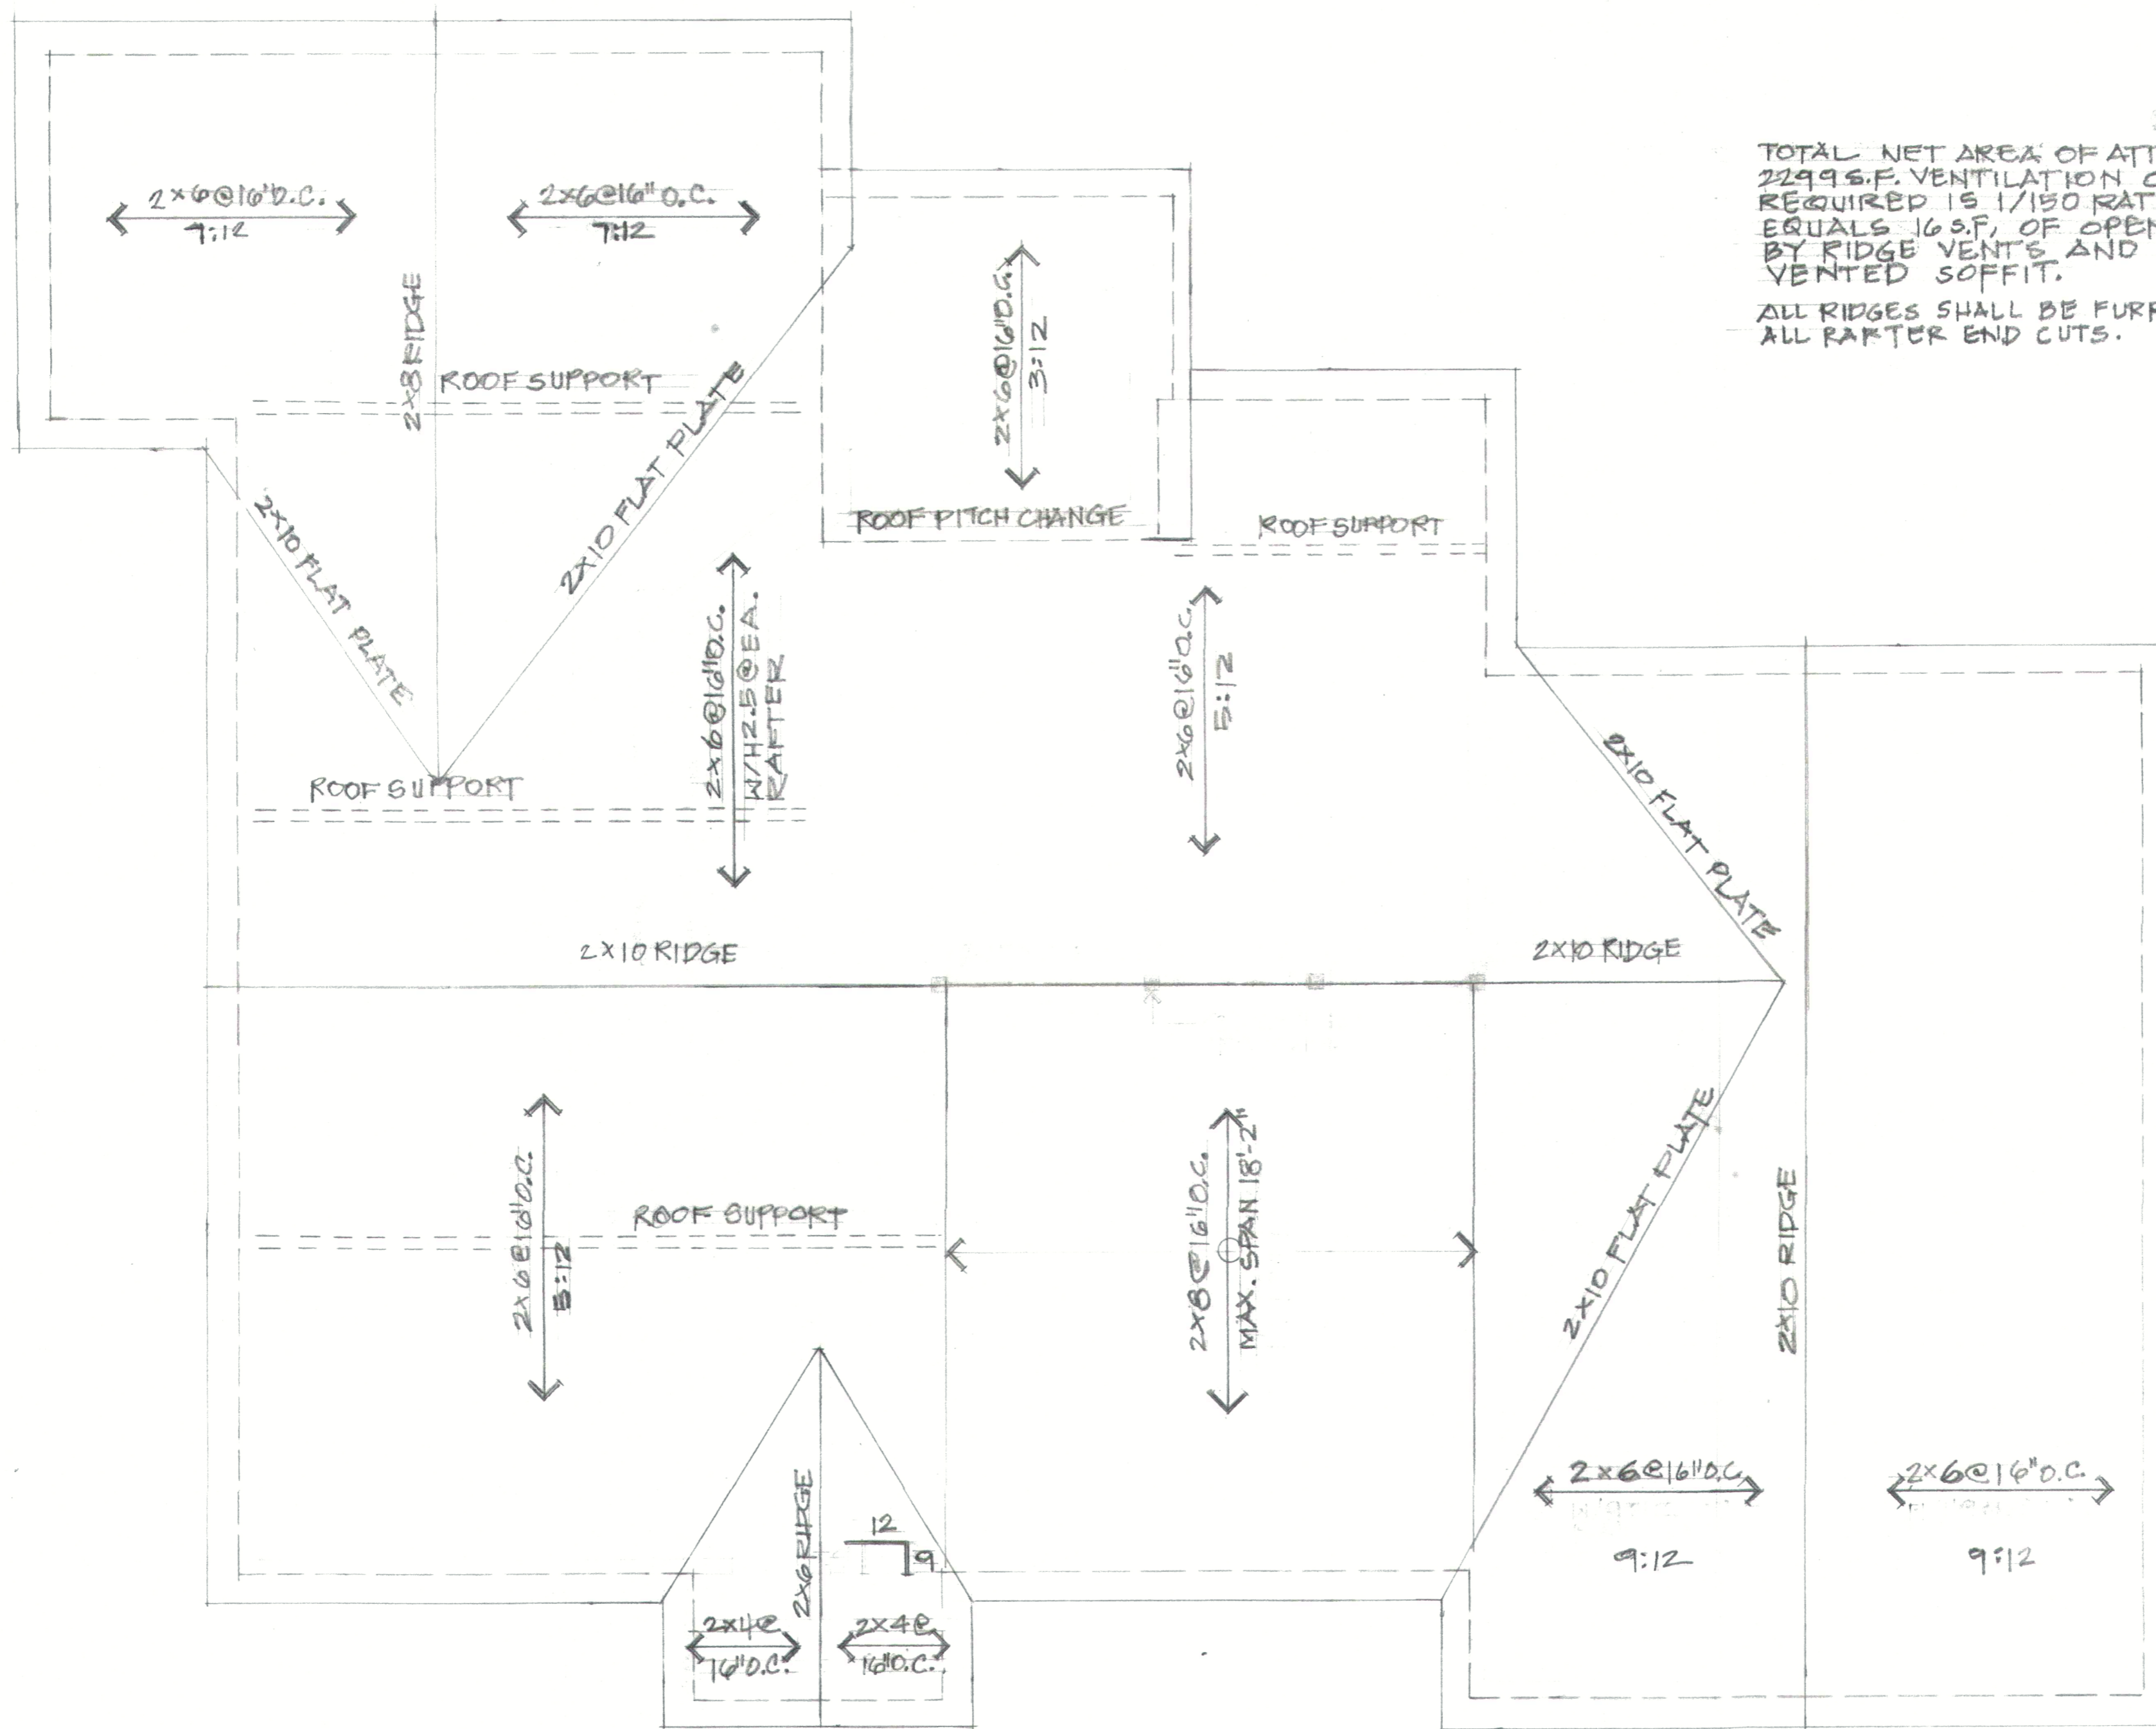 TOTAL NET AREA OF ATT
2299 S.F. VENTILATION
REQUIRED IS 1/150 RAT
EQUALS 16 S.F. OF OPEN
BY RIDGE VENTS AND
VENTED SOFFIT.
ALL RIDGES SHALL BE FURR
ALL RAFTER END CUTS.
2×6@16"O.C.
2×6@16"O.C.
7:12
2×8 RIDGE
ROOF SUPPORT
2×10 FLAT PLATE
2×10 FLAT PLATE
2×6@16"O.C.
3:12
ROOF PITCH CHANGE
ROOF SUPPORT
2×6@16"O.C.
W/H2.5@EA.
RAFTER
2×6@16"O.C.
5:12
ROOF SUPPORT
2×10 FLAT PLATE
2×10 RIDGE
2×10 RIDGE
2×6@16"O.C.
5:12
ROOF SUPPORT
2×8@16"O.C.
MAX. SPAN 18'-2"
2×10 FLAT PLATE
2×10 RIDGE
2×6@16"O.C.
9:12
2×6@16"O.C.
9:12
2×6 RIDGE
12
9
2×4@
16"O.C.
2×4@
16"O.C.